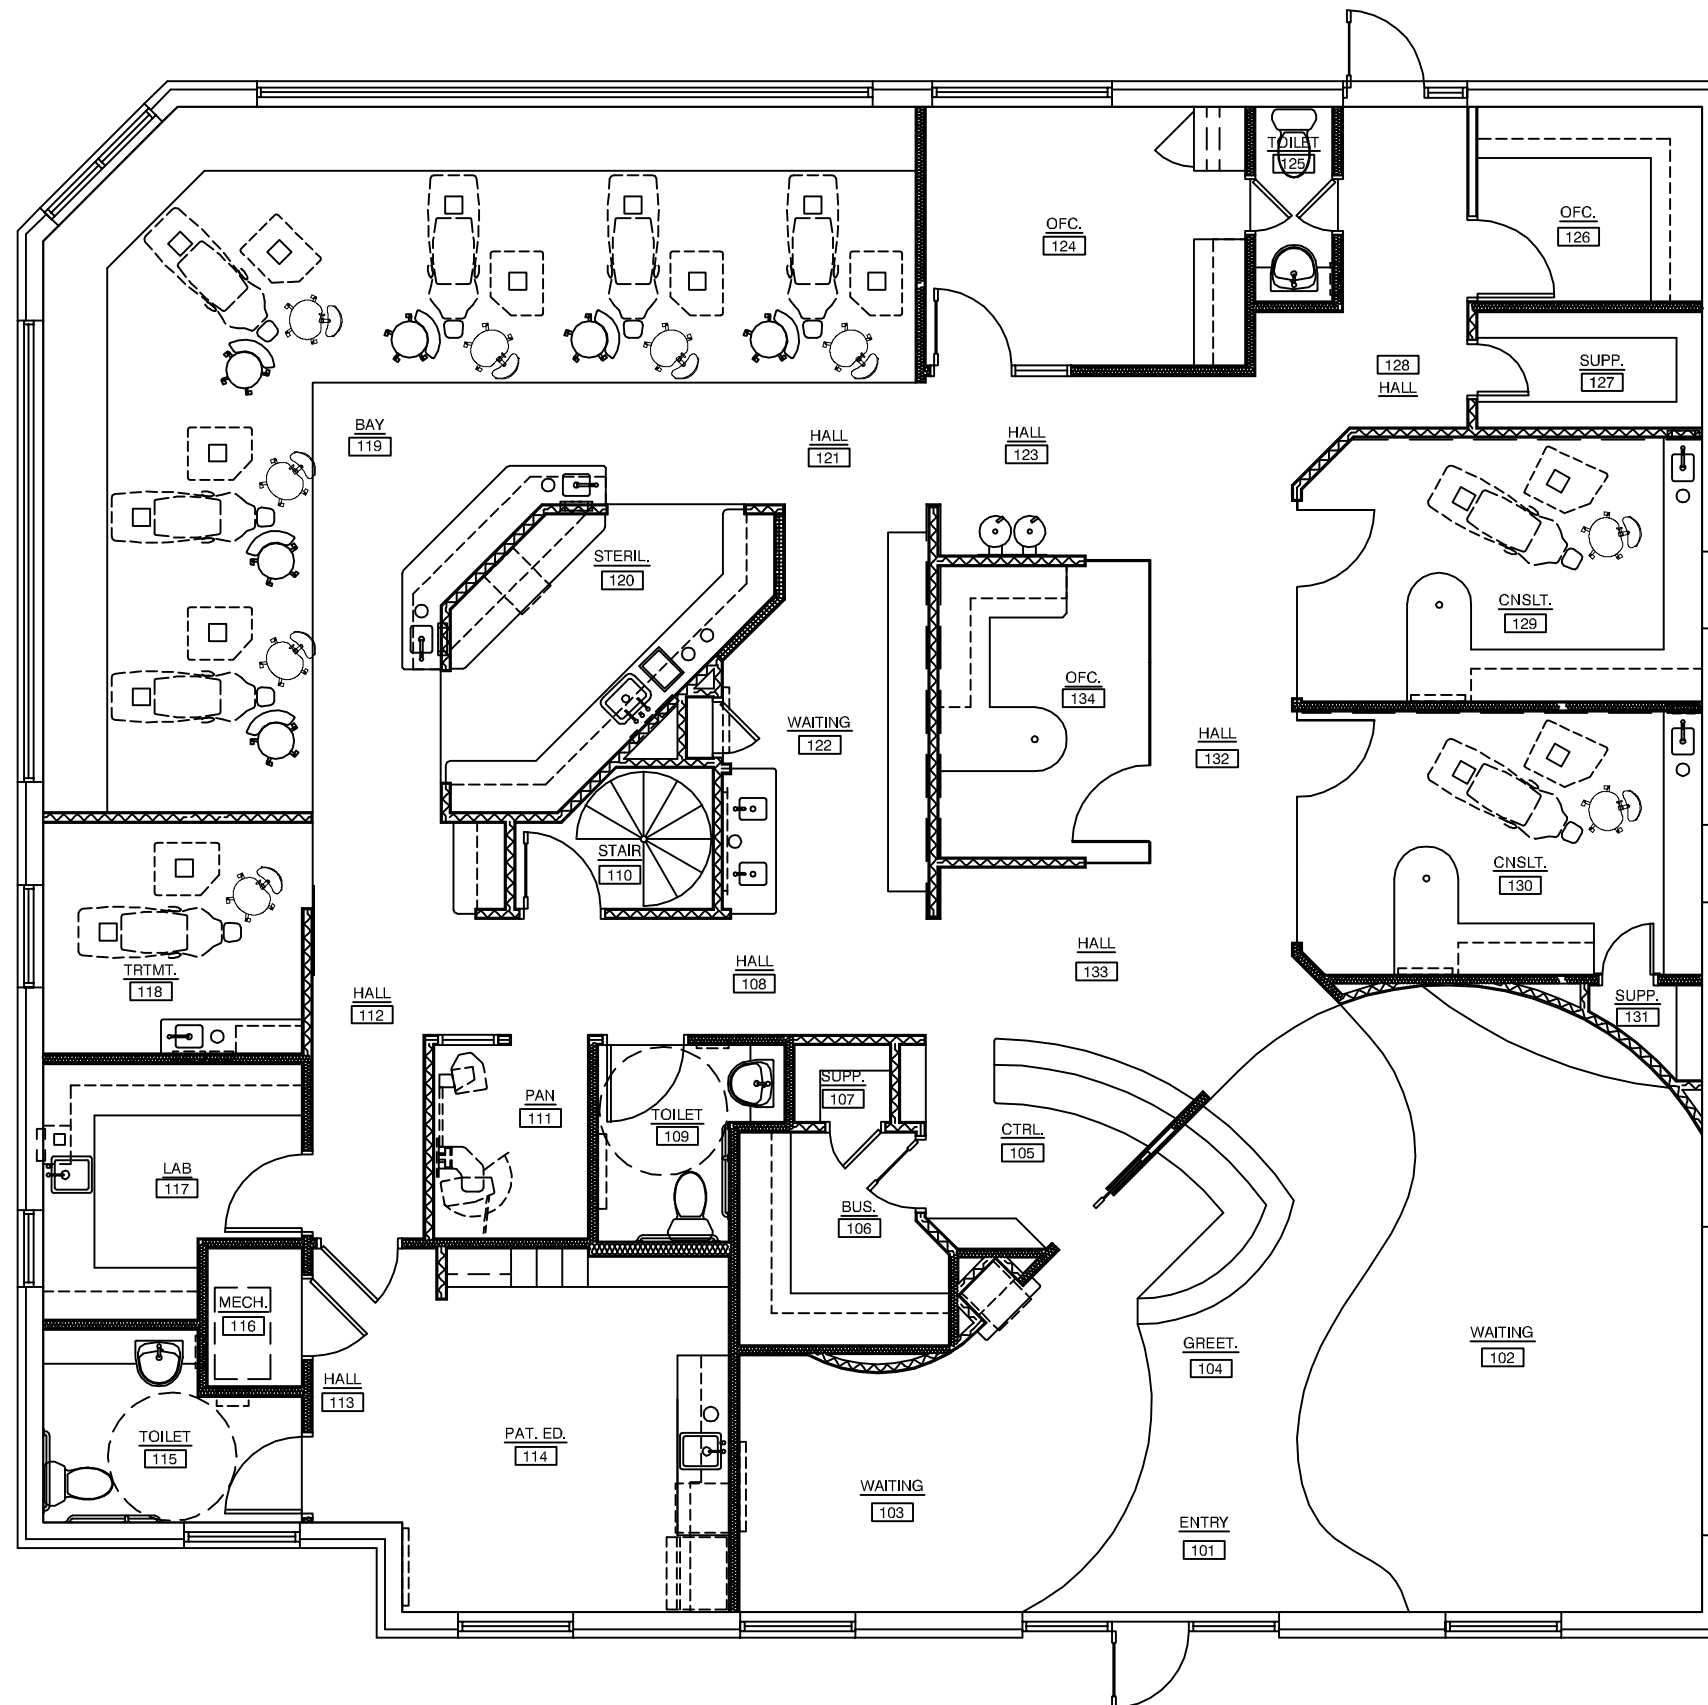 TOILET
125
OFC.
124
OFC.
126
128
HALL
SUPP.
127
BAY
119
HALL
121
HALL
123
STERIL.
120
CNSLT.
129
OFC.
134
WAITING
122
HALL
132
STAIR
110
CNSLT.
130
TRTMT.
118
HALL
108
HALL
133
HALL
112
SUPP.
131
SUPP.
107
PAN
111
TOILET
109
CTRL.
105
LAB
117
BUS.
106
MECH.
116
GREET.
104
WAITING
102
HALL
113
TOILET
115
PAT. ED.
114
WAITING
103
ENTRY
101